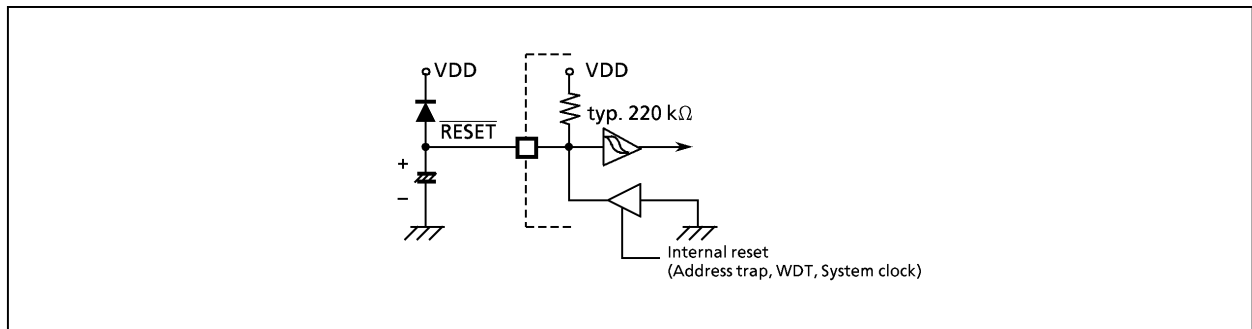 VDD
VDD
typ. 220 kΩ
RESET
+
−
Internal reset
(Address trap, WDT, System clock)